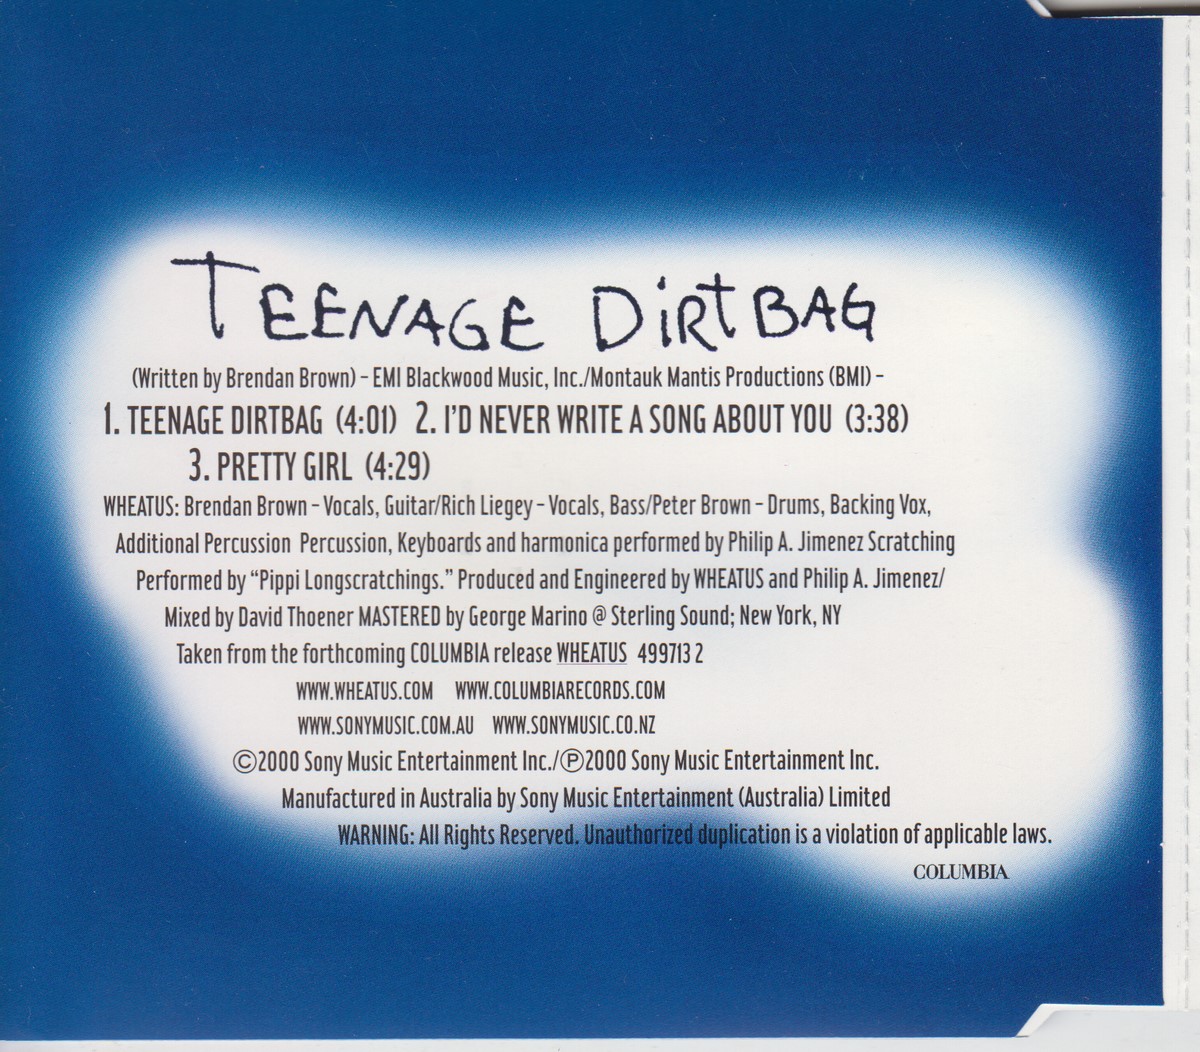 TEENAGE DiRtBAG
(Written by Brendan Brown) – EMI Blackwood Music, Inc./Montauk Mantis Productions (BMI) –
1. TEENAGE DIRTBAG (4:01) 2. I'D NEVER WRITE A SONG ABOUT YOU (3:38)
3. PRETTY GIRL (4:29)
WHEATUS: Brendan Brown – Vocals, Guitar/Rich Liegey – Vocals, Bass/Peter Brown – Drums, Backing Vox,
Additional Percussion Percussion, Keyboards and harmonica performed by Philip A. Jimenez Scratching
Performed by "Pippi Longscratchings." Produced and Engineered by WHEATUS and Philip A. Jimenez/
Mixed by David Thoener MASTERED by George Marino @ Sterling Sound; New York, NY
Taken from the forthcoming COLUMBIA release WHEATUS 499713 2
WWW.WHEATUS.COM WWW.COLUMBIARECORDS.COM
WWW.SONYMUSIC.COM.AU WWW.SONYMUSIC.CO.NZ
©2000 Sony Music Entertainment Inc./℗2000 Sony Music Entertainment Inc.
Manufactured in Australia by Sony Music Entertainment (Australia) Limited
WARNING: All Rights Reserved. Unauthorized duplication is a violation of applicable laws.
COLUMBIA